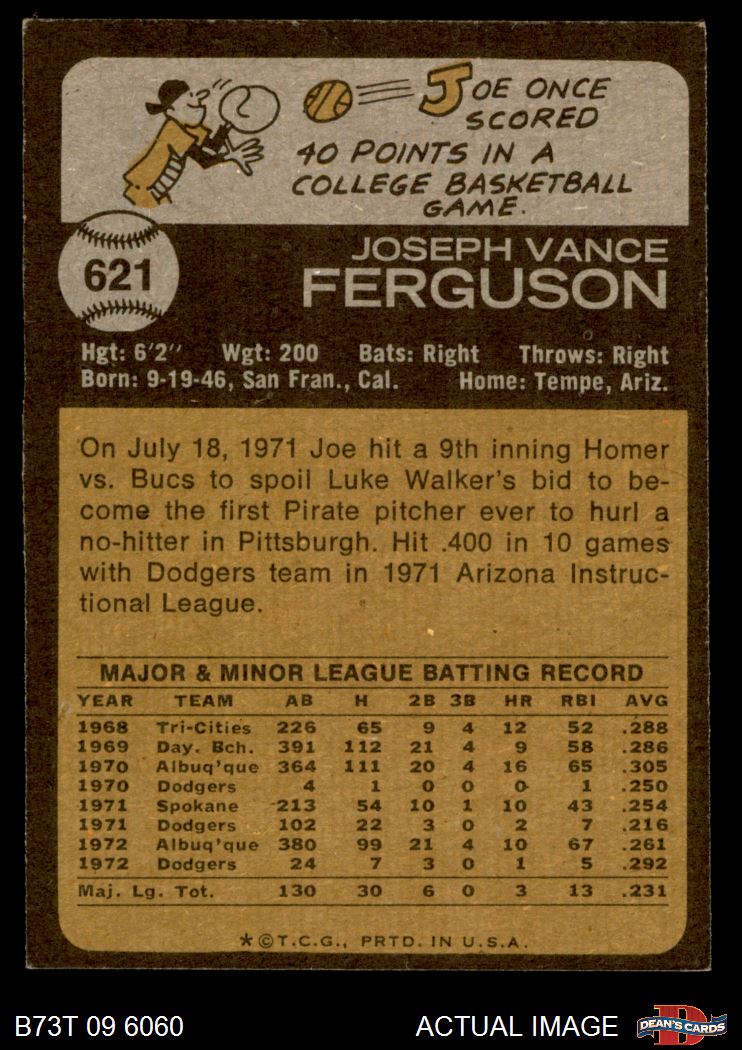 JOE ONCE
SCORED
40 POINTS IN A
COLLEGE BASKETBALL
GAME.
621
JOSEPH VANCE
FERGUSON
Hgt: 6'2" Wgt: 200 Bats: Right Throws: Right
Born: 9-19-46, San Fran., Cal. Home: Tempe, Ariz.
On July 18, 1971 Joe hit a 9th inning Homer
vs. Bucs to spoil Luke Walker's bid to be-
come the first Pirate pitcher ever to hurl a
no-hitter in Pittsburgh. Hit .400 in 10 games
with Dodgers team in 1971 Arizona Instruc-
tional League.
MAJOR & MINOR LEAGUE BATTING RECORD
YEAR TEAM AB H 2B 3B HR RBI AVG
1968 Tri-Cities 226 65 9 4 12 52 .288
1969 Day. Bch. 391 112 21 4 9 58 .286
1970 Albuq'que 364 111 20 4 16 65 .305
1970 Dodgers 4 1 0 0 0 1 .250
1971 Spokane 213 54 10 1 10 43 .254
1971 Dodgers 102 22 3 0 2 7 .216
1972 Albuq'que 380 99 21 4 10 67 .261
1972 Dodgers 24 7 3 0 1 5 .292
Maj. Lg. Tot. 130 30 6 0 3 13 .231
*©T.C.G., PRTD. IN U.S.A.
B73T 09 6060 ACTUAL IMAGE DEAN'S CARDS